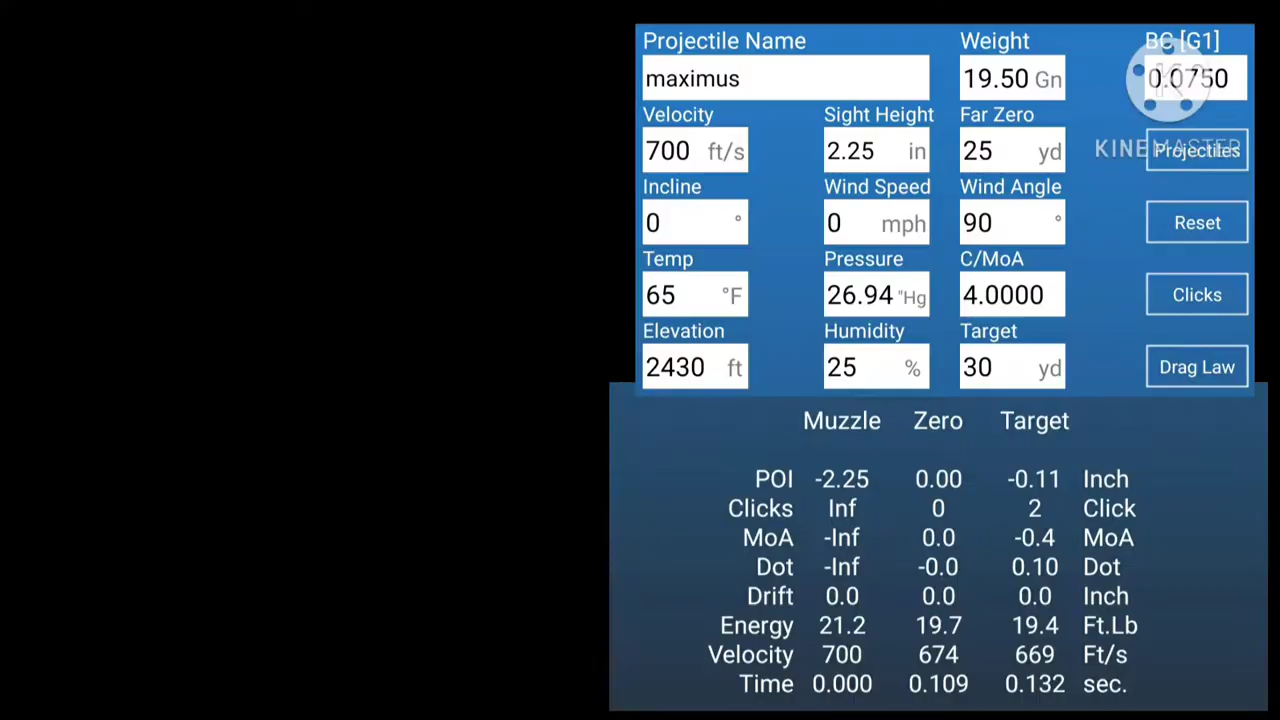 Projectile Name Weight BC [G1]
maximus 19.50 Gn 0.0750
Velocity Sight Height Far Zero
700 ft/s 2.25 in 25 yd KINEMASTER Projectiles
Incline Wind Speed Wind Angle
0 ° 0 mph 90 ° Reset
Temp Pressure C/MoA
65 °F 26.94 "Hg 4.0000 Clicks
Elevation Humidity Target
2430 ft 25 % 30 yd Drag Law
Muzzle Zero Target
POI -2.25 0.00 -0.11 Inch
Clicks Inf 0 2 Click
MoA -Inf 0.0 -0.4 MoA
Dot -Inf -0.0 0.10 Dot
Drift 0.0 0.0 0.0 Inch
Energy 21.2 19.7 19.4 Ft.Lb
Velocity 700 674 669 Ft/s
Time 0.000 0.109 0.132 sec.